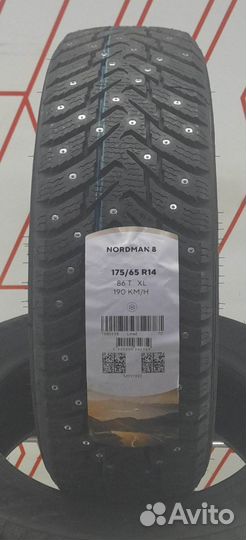 NORDMAN 8
175/65 R14
86 T XL
190 KM/H
Avito